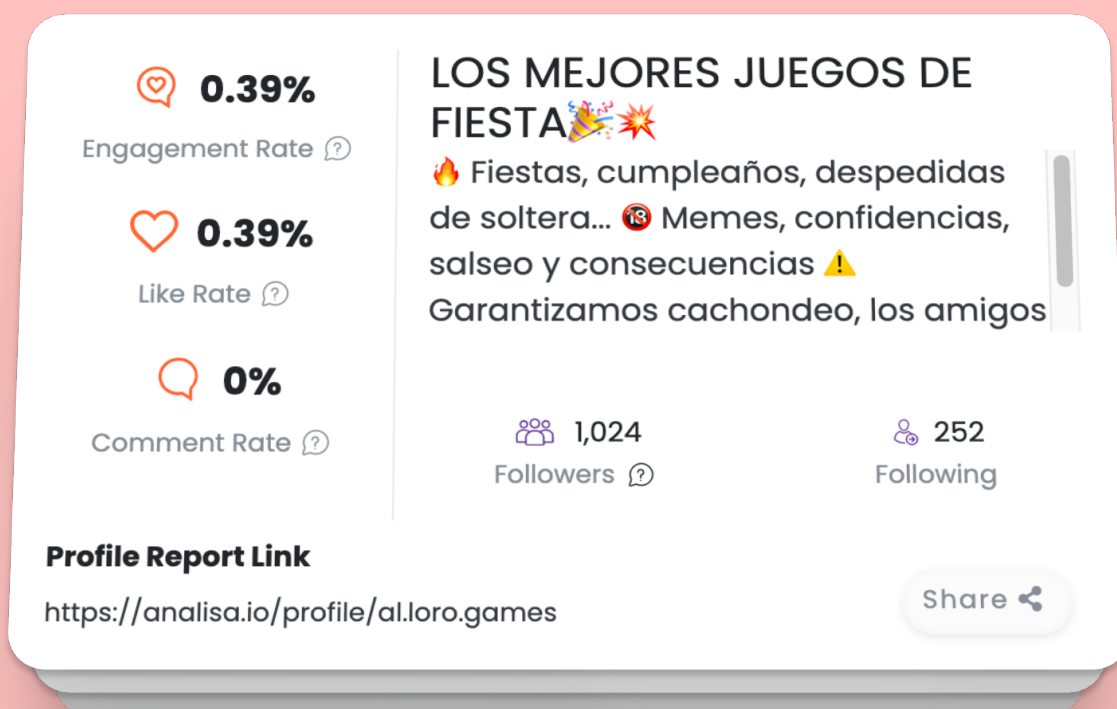 0.39%
Engagement Rate
0.39%
Like Rate
0%
Comment Rate
LOS MEJORES JUEGOS DE
FIESTA🎉💥
🔥 Fiestas, cumpleaños, despedidas
de soltera... 🔞 Memes, confidencias,
salseo y consecuencias ⚠️
Garantizamos cachondeo, los amigos
1,024
Followers
252
Following
Profile Report Link
https://analisa.io/profile/al.loro.games
Share